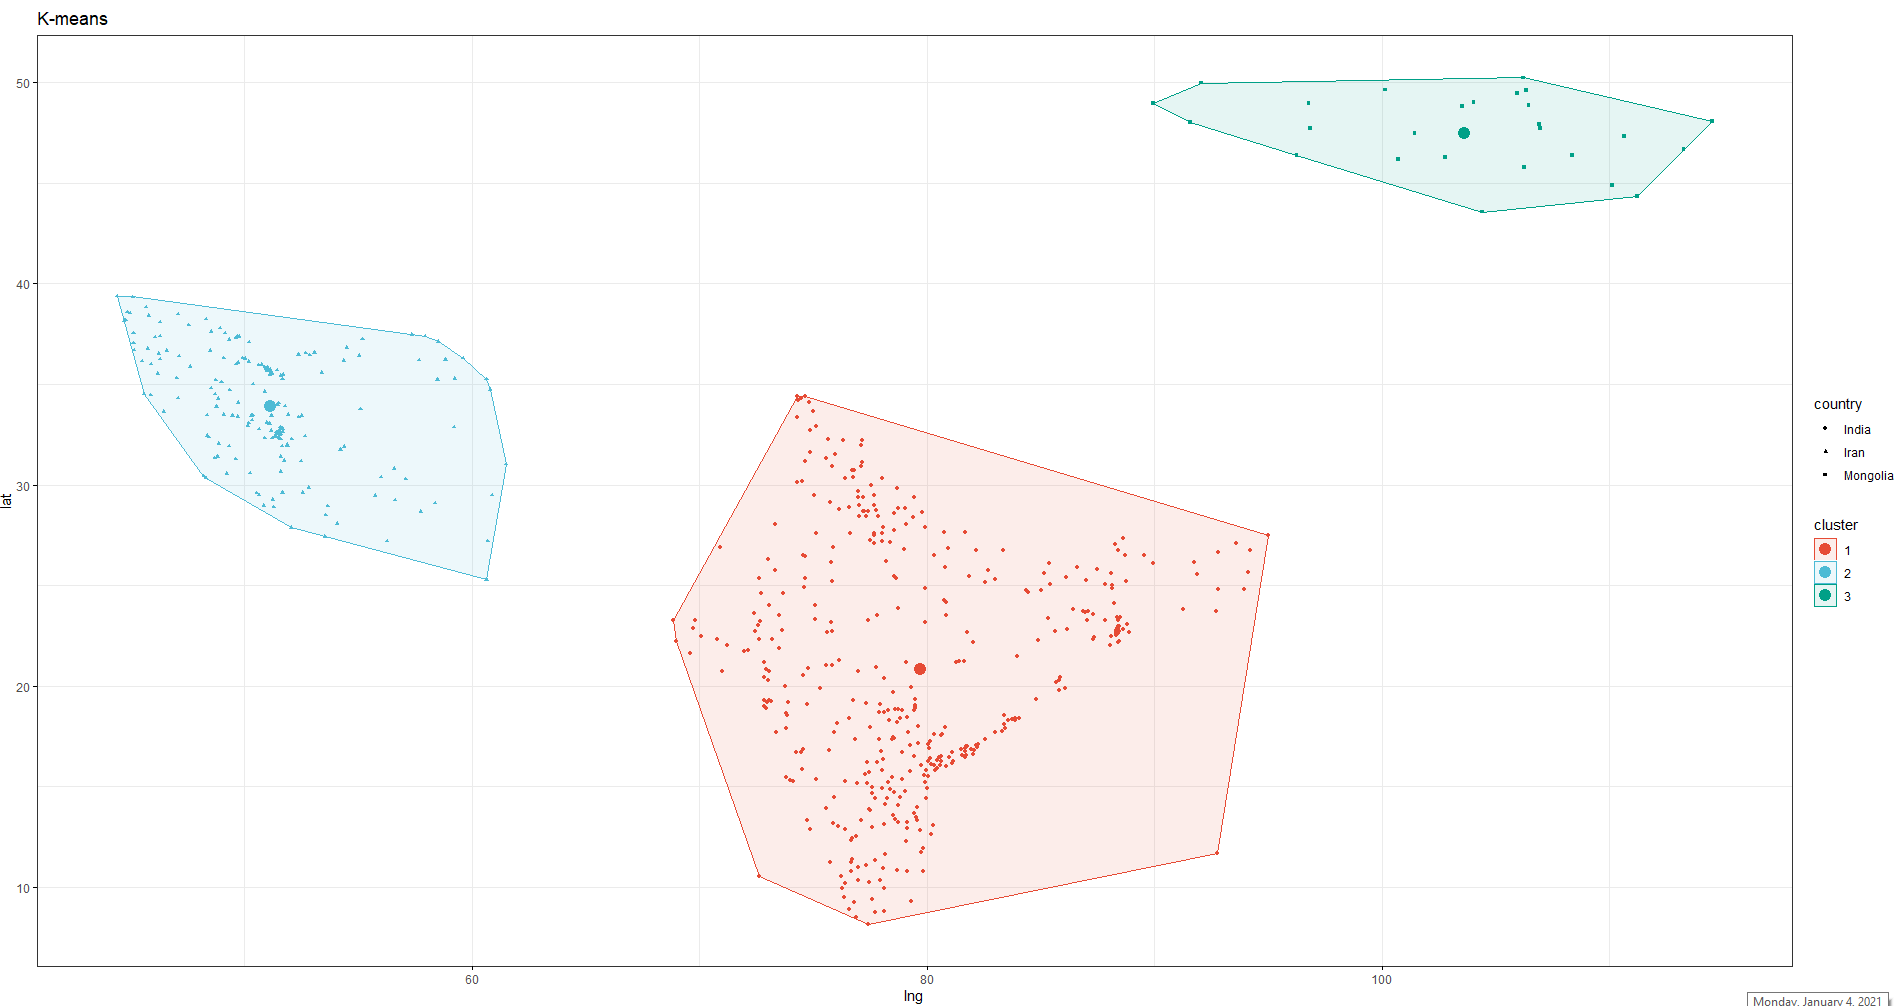 K-means
50
40
30
20
10
lat
60
80
100
lng
country
India
Iran
Mongolia
cluster
1
2
3
Monday, January 4, 2021